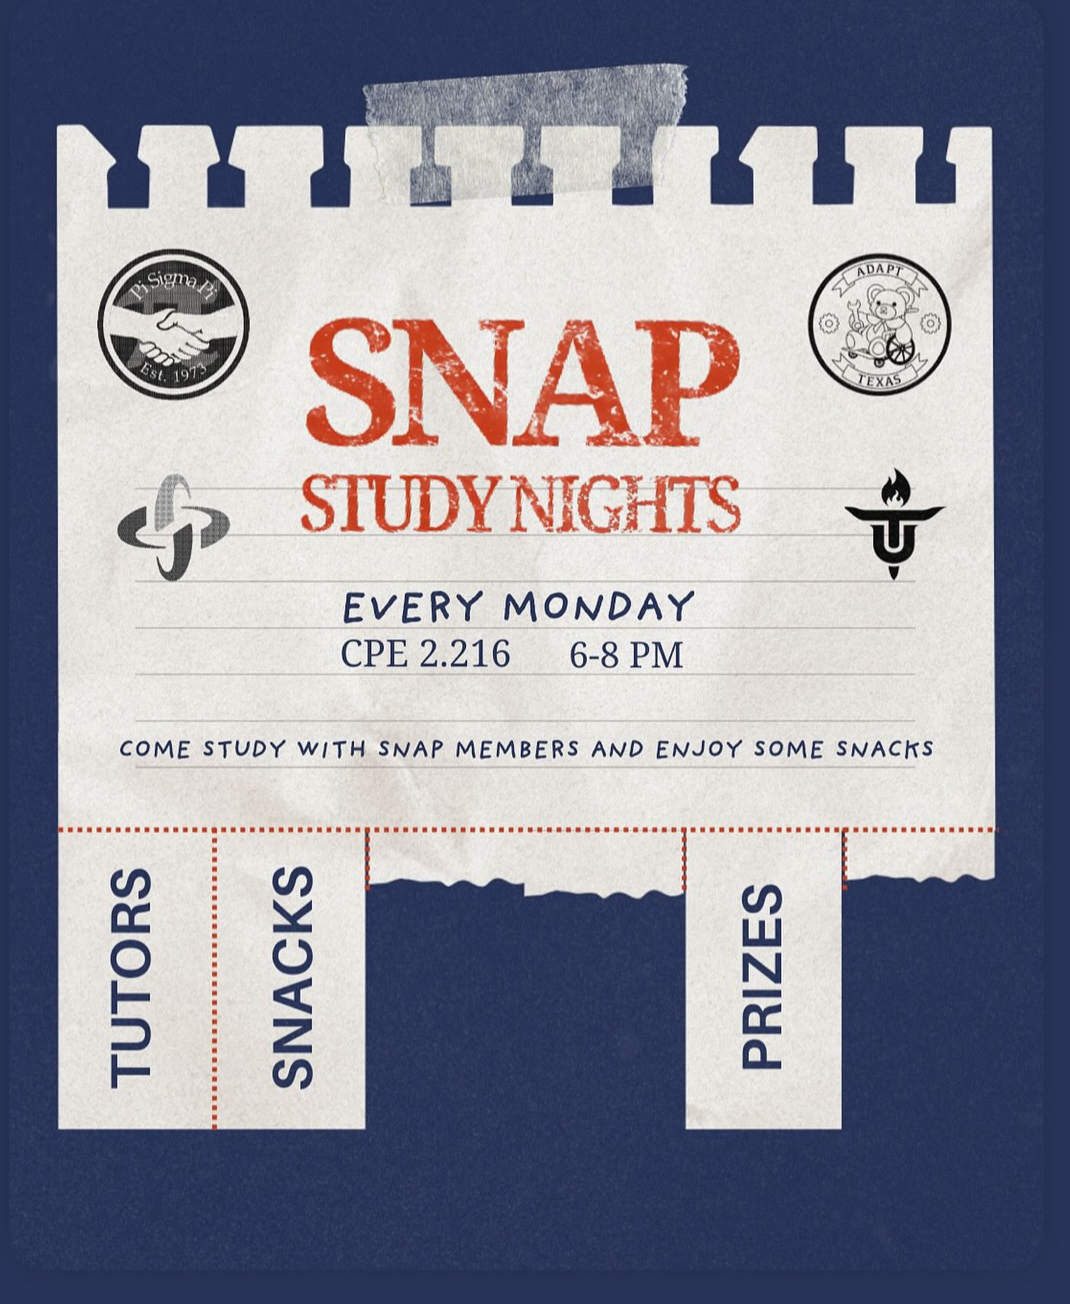 Pi Sigma Pi
Est. 1973
ADAPT
TEXAS
SNAP
STUDY NIGHTS
EVERY MONDAY
CPE 2.216 6-8 PM
COME STUDY WITH SNAP MEMBERS AND ENJOY SOME SNACKS
TUTORS
SNACKS
PRIZES